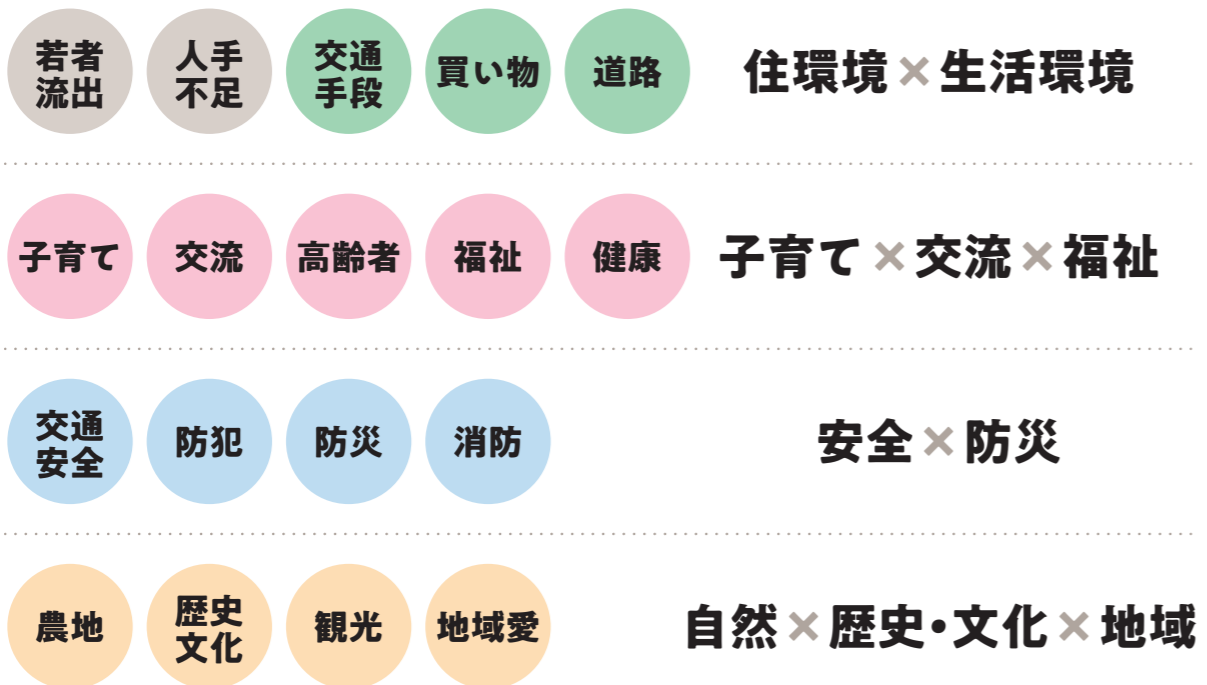 若者
流出
人手
不足
交通
手段
買い物
道路
住環境×生活環境
子育て
交流
高齢者
福祉
健康
子育て×交流×福祉
交通
安全
防犯
防災
消防
安全×防災
農地
歴史
文化
観光
地域愛
自然×歴史・文化×地域